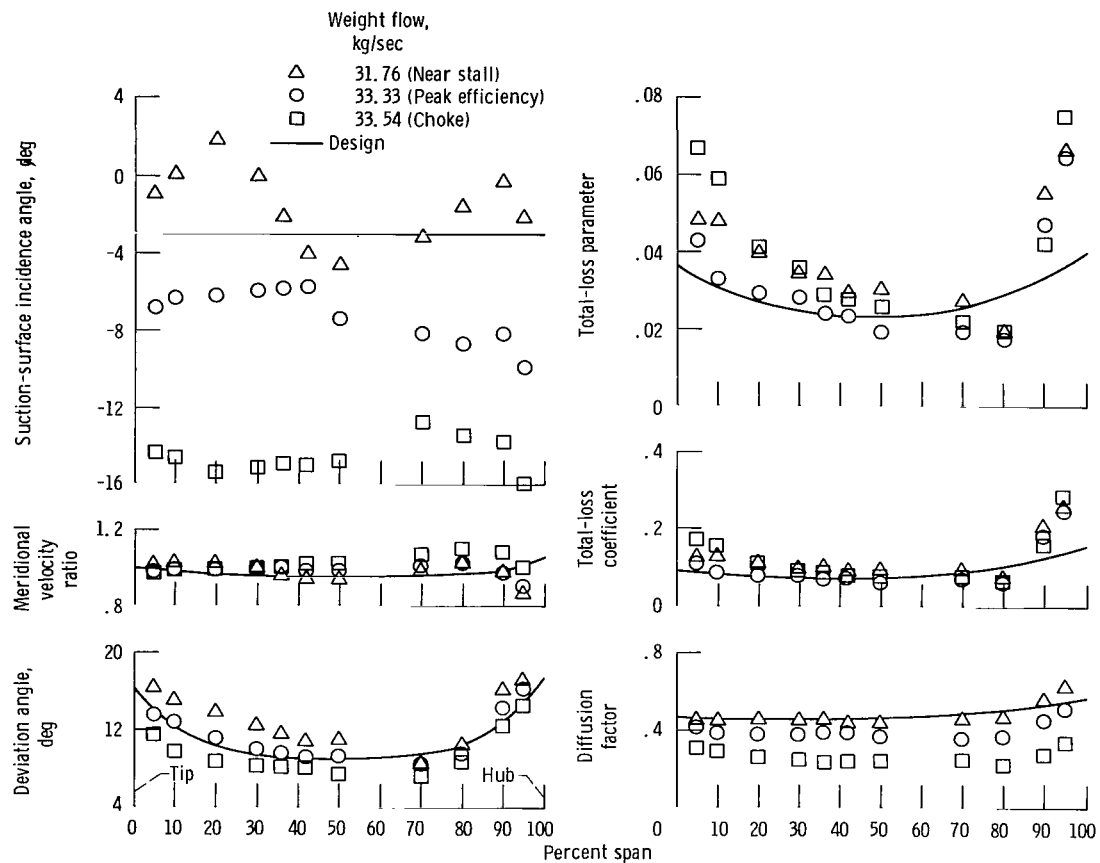 Weight flow,
kg/sec
31.76 (Near stall)
33.33 (Peak efficiency)
33.54 (Choke)
Design
Suction-surface incidence angle, deg
4
0
-4
-8
-12
-16
Meridional
velocity
ratio
1.2
1.0
.8
Deviation angle,
deg
20
12
4
Tip
Hub
0 10 20 30 40 50 60 70 80 90 100
Total-loss parameter
.08
.06
.04
.02
0
Total-loss
coefficient
.4
.2
0
Diffusion
factor
.8
.4
0 10 20 30 40 50 60 70 80 90 100
Percent span